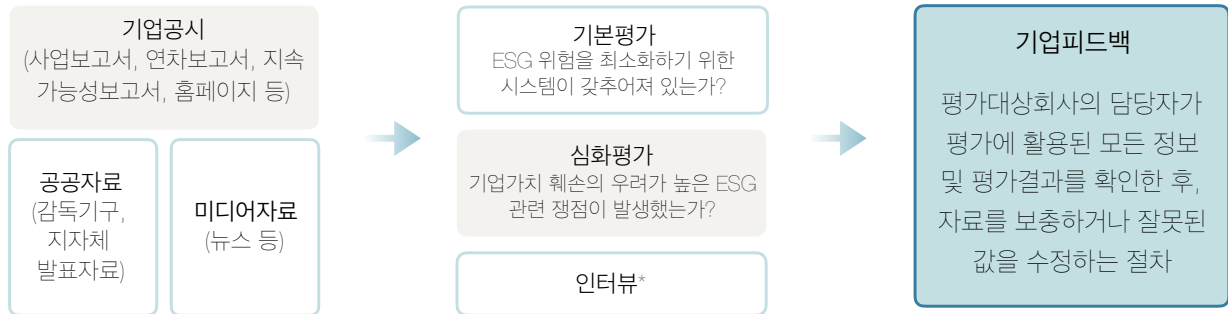 기업공시
(사업보고서, 연차보고서, 지속
가능성보고서, 홈페이지 등)
공공자료
(감독기구,
지자체
발표자료)
미디어자료
(뉴스 등)
기본평가
ESG 위험을 최소화하기 위한
시스템이 갖추어져 있는가?
심화평가
기업가치 훼손의 우려가 높은 ESG
관련 쟁점이 발생했는가?
인터뷰*
기업피드백
평가대상회사의 담당자가
평가에 활용된 모든 정보
및 평가결과를 확인한 후,
자료를 보충하거나 잘못된
값을 수정하는 절차